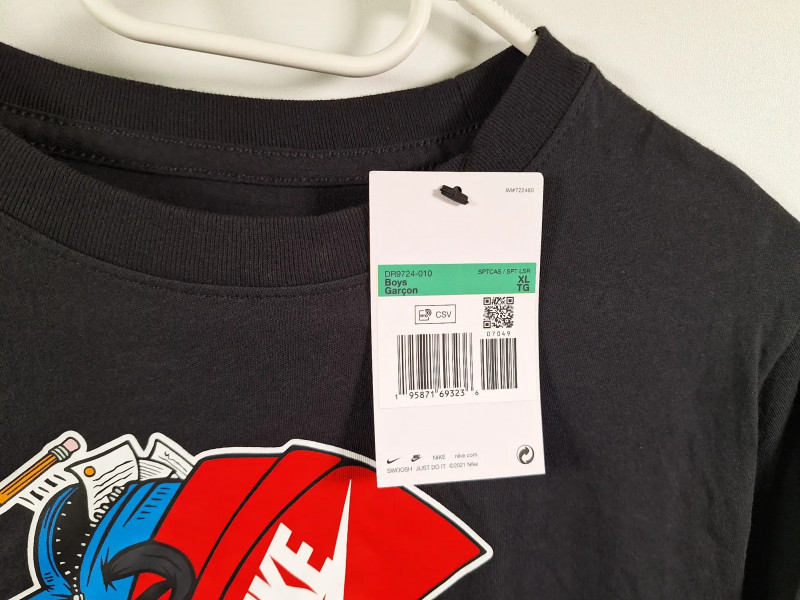 IM#722460
DR9724-010 SPTCAS / SPT LSR
Boys XL
Garçon TG
CSV
07049
1 95871 69323 6
NIKE nike.com
SWOOSH JUST DO IT ©2021 Nike
NIKE